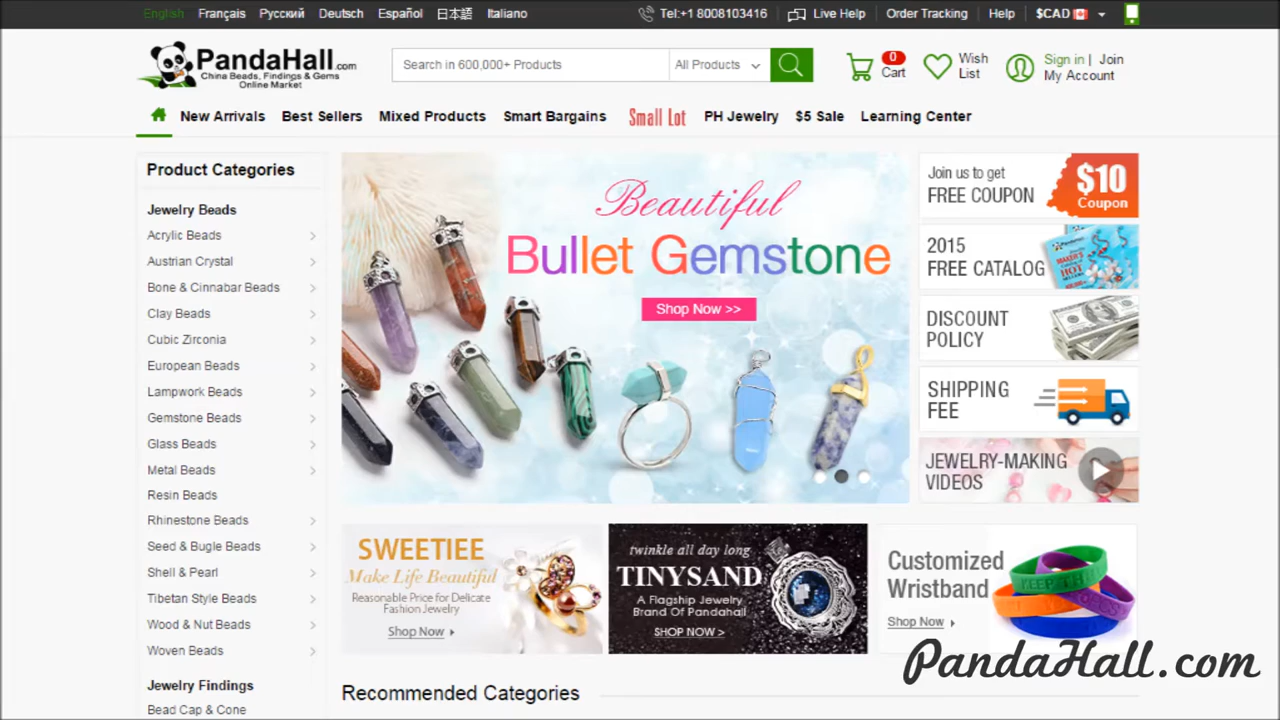 English Français Русский Deutsch Español 日本語 Italiano Tel:+1 8008103416 Live Help Order Tracking Help $CAD
PandaHall.com
China Beads, Findings & Gems
Online Market
Search in 600,000+ Products All Products
0
Cart
Wish
List
Sign in | Join
My Account
New Arrivals Best Sellers Mixed Products Smart Bargains Small Lot PH Jewelry $5 Sale Learning Center
Product Categories
Jewelry Beads
Acrylic Beads
Austrian Crystal
Bone & Cinnabar Beads
Clay Beads
Cubic Zirconia
European Beads
Lampwork Beads
Gemstone Beads
Glass Beads
Metal Beads
Resin Beads
Rhinestone Beads
Seed & Bugle Beads
Shell & Pearl
Tibetan Style Beads
Wood & Nut Beads
Woven Beads
Jewelry Findings
Bead Cap & Cone
Beautiful
Bullet Gemstone
Shop Now >>
Join us to get
FREE COUPON
$10
Coupon
2015
FREE CATALOG
DISCOUNT
POLICY
SHIPPING
FEE
JEWELRY-MAKING
VIDEOS
SWEETIEE
Make Life Beautiful
Reasonable Price for Delicate
Fashion Jewelry
Shop Now
twinkle all day long
TINYSAND
A Flagship Jewelry
Brand Of Pandahall
SHOP NOW >
Customized
Wristband
Shop Now
PandaHall.com
Recommended Categories